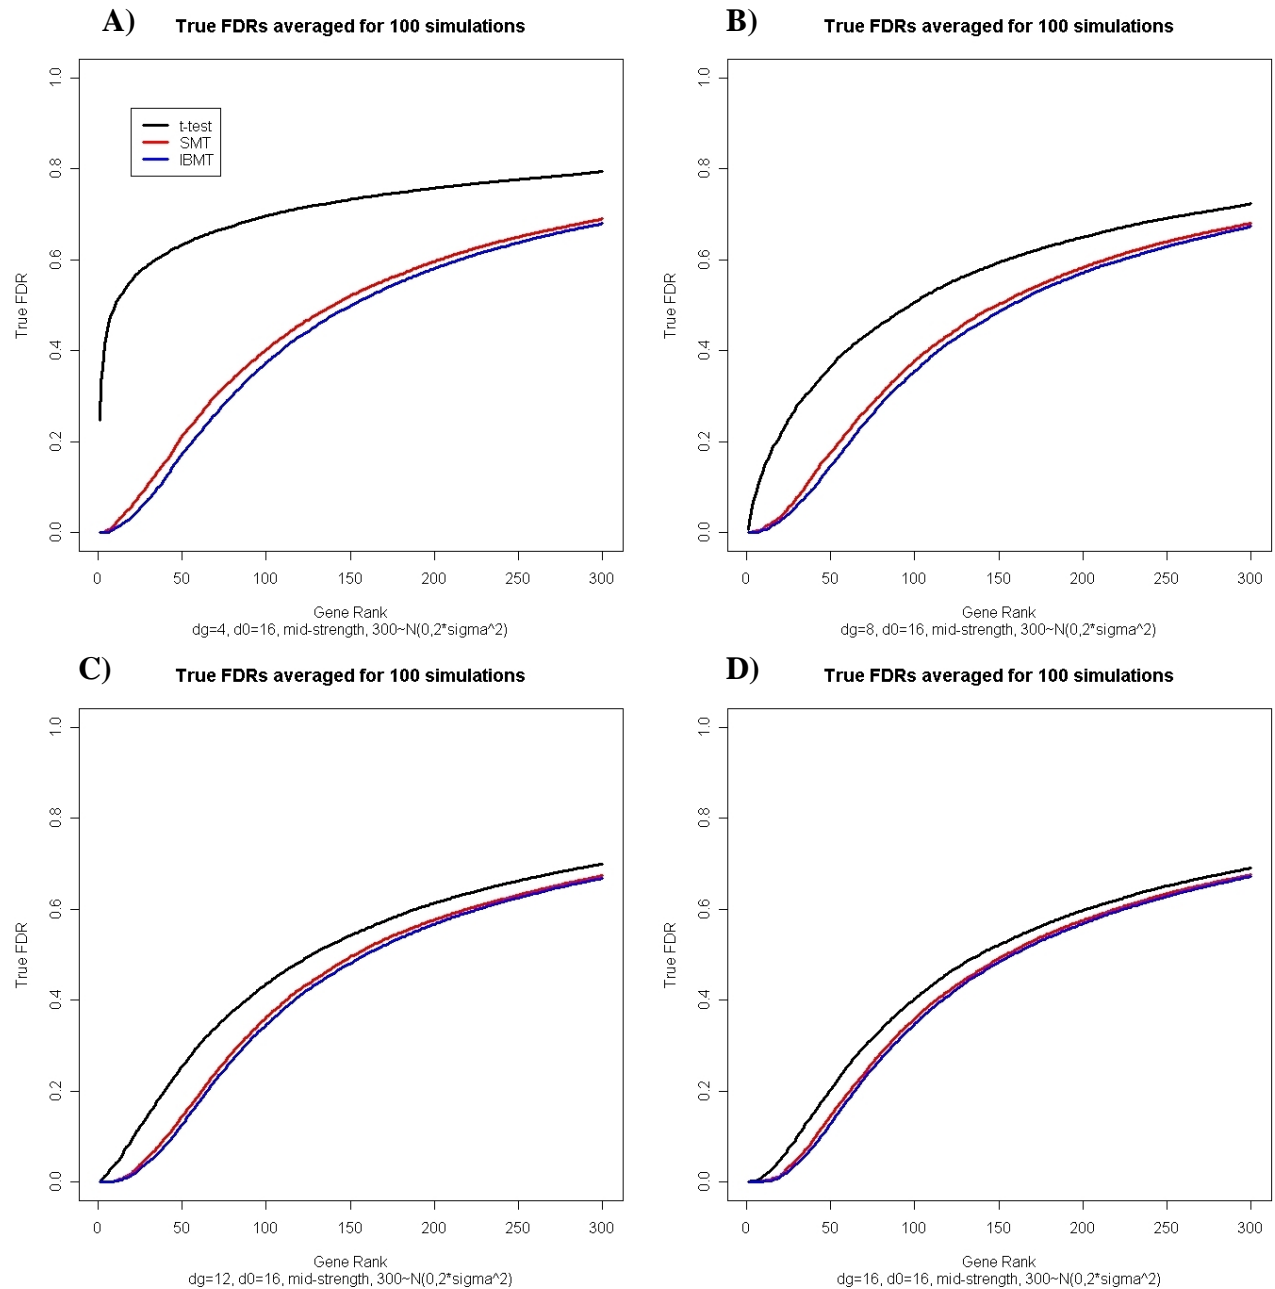 A)
True FDRs averaged for 100 simulations
1.0
0.8
0.6
0.4
0.2
0.0
True FDR
t-test
SMT
IBMT
0 50 100 150 200 250 300
Gene Rank
dg=4, d0=16, mid-strength, 300~N(0,2*sigma^2)
B)
True FDRs averaged for 100 simulations
1.0
0.8
0.6
0.4
0.2
0.0
True FDR
0 50 100 150 200 250 300
Gene Rank
dg=8, d0=16, mid-strength, 300~N(0,2*sigma^2)
C)
True FDRs averaged for 100 simulations
1.0
0.8
0.6
0.4
0.2
0.0
True FDR
0 50 100 150 200 250 300
Gene Rank
dg=12, d0=16, mid-strength, 300~N(0,2*sigma^2)
D)
True FDRs averaged for 100 simulations
1.0
0.8
0.6
0.4
0.2
0.0
True FDR
0 50 100 150 200 250 300
Gene Rank
dg=16, d0=16, mid-strength, 300~N(0,2*sigma^2)